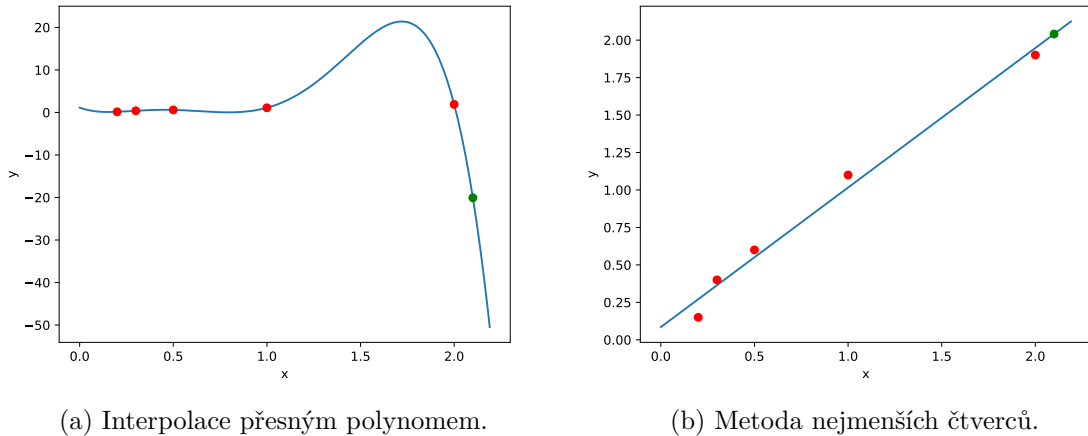 20
10
0
−10
−20
−30
−40
−50
y
0.0 0.5 1.0 1.5 2.0
x
2.00
1.75
1.50
1.25
1.00
0.75
0.50
0.25
0.00
y
0.0 0.5 1.0 1.5 2.0
x
(a) Interpolace přesným polynomem.
(b) Metoda nejmenších čtverců.